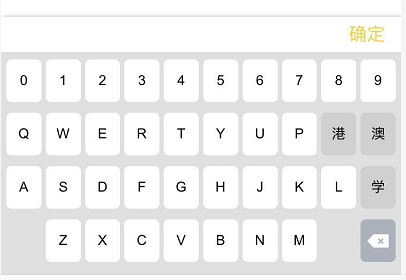 确定
0 1 2 3 4 5 6 7 8 9
Q W E R T Y U P 港 澳
A S D F G H J K L 学
Z X C V B N M